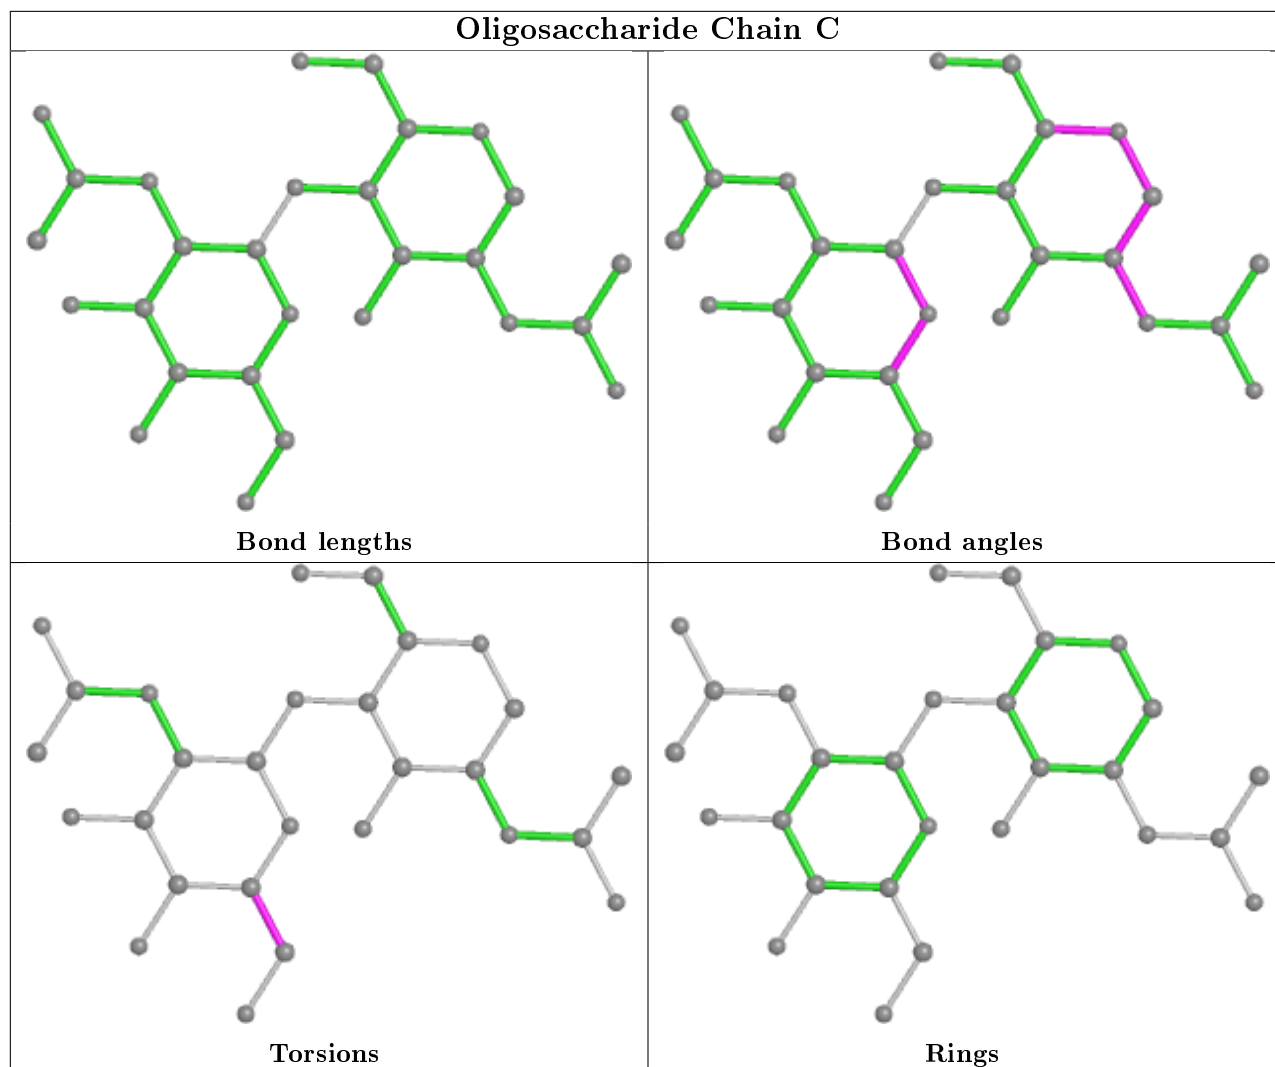 Oligosaccharide Chain C
Bond lengths
Bond angles
Torsions
Rings